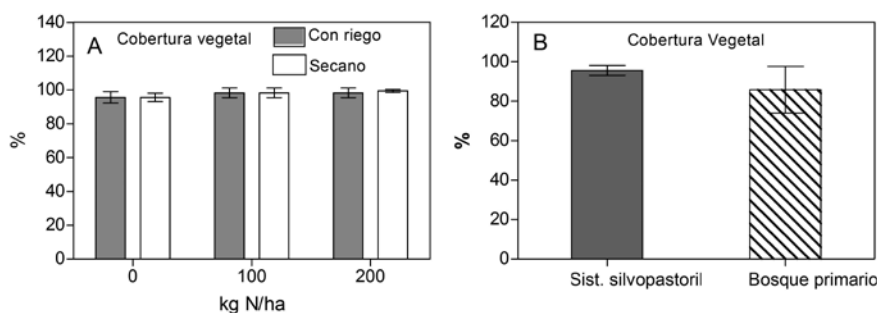 A
Cobertura vegetal
Con riego
Secano
%
140
120
100
80
60
40
20
0
0
100
200
kg N/ha
B
Cobertura Vegetal
%
120
100
80
60
40
20
0
Sist. silvopastoril
Bosque primario